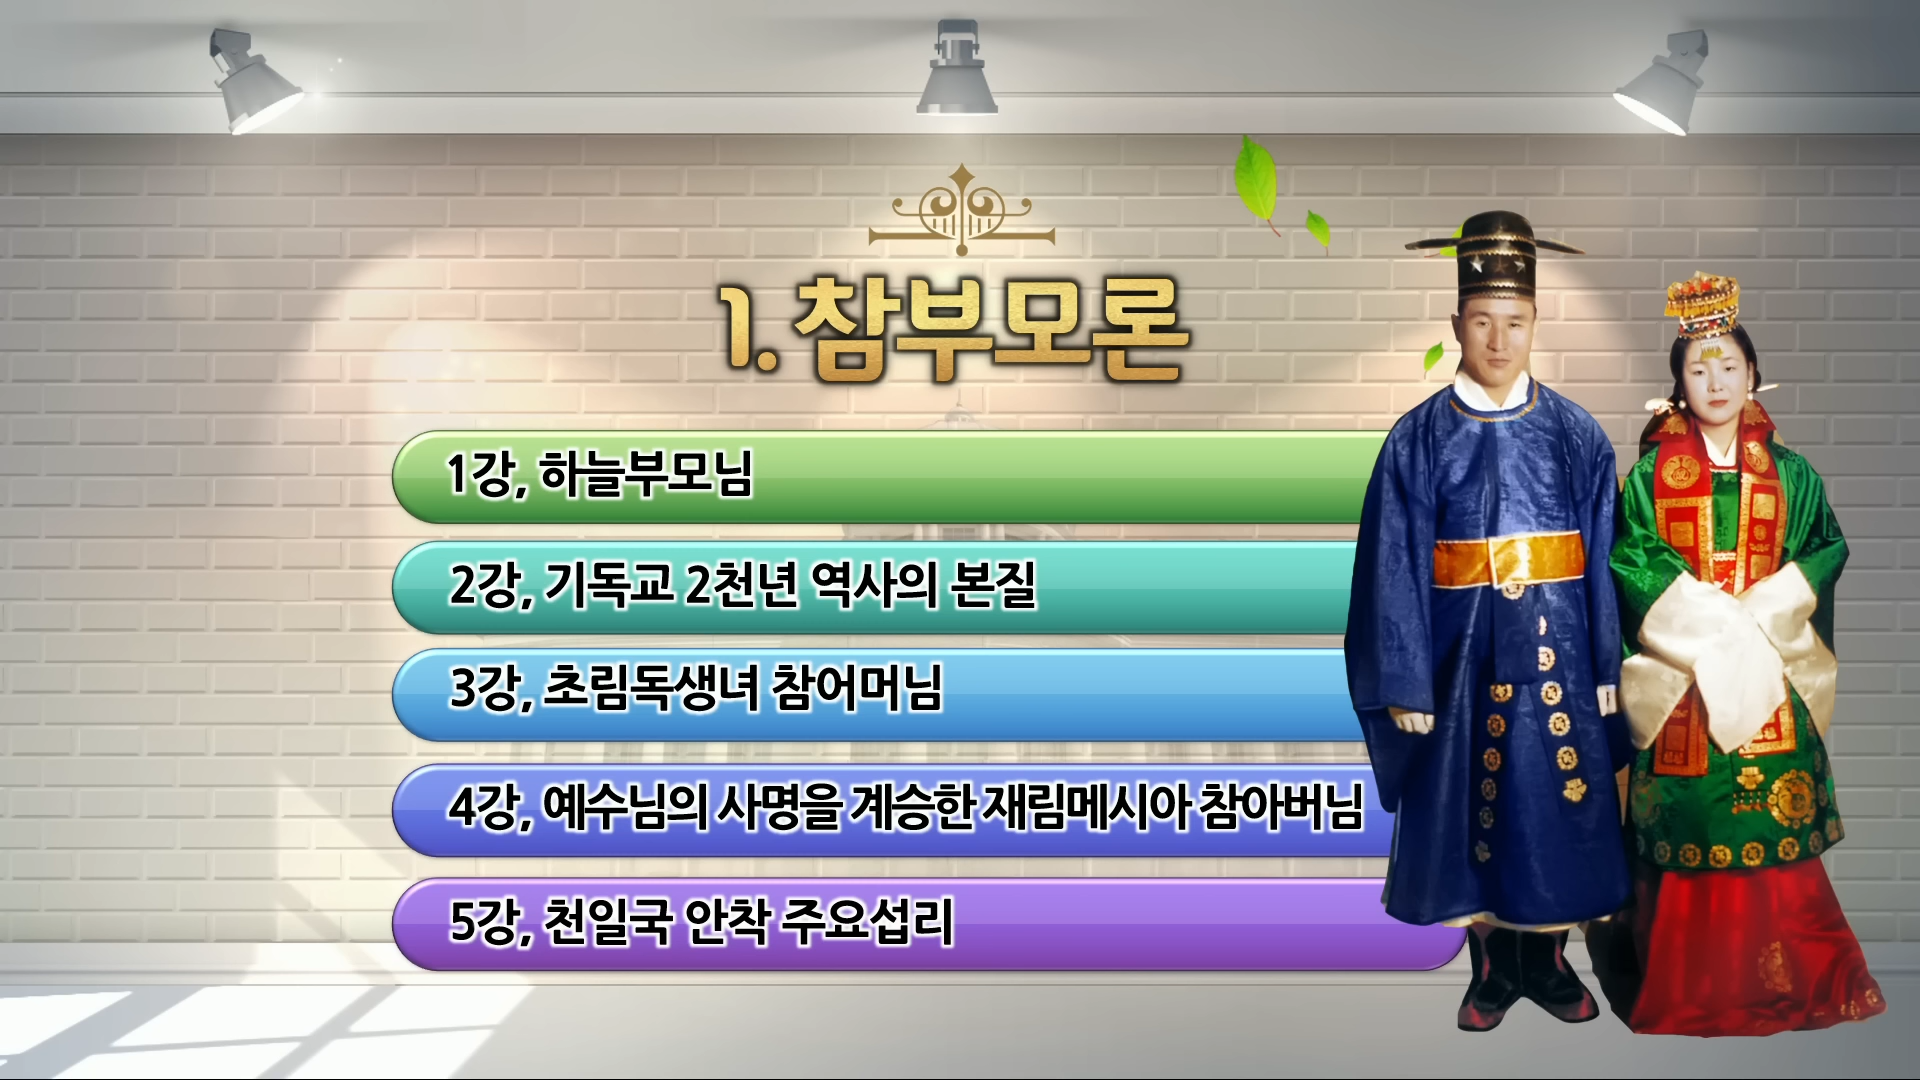 1. 참부모론
1강, 하늘부모님
2강, 기독교 2천년 역사의 본질
3강, 초림독생녀 참어머님
4강, 예수님의 사명을 계승한 재림메시아 참아버님
5강, 천일국 안착 주요섭리